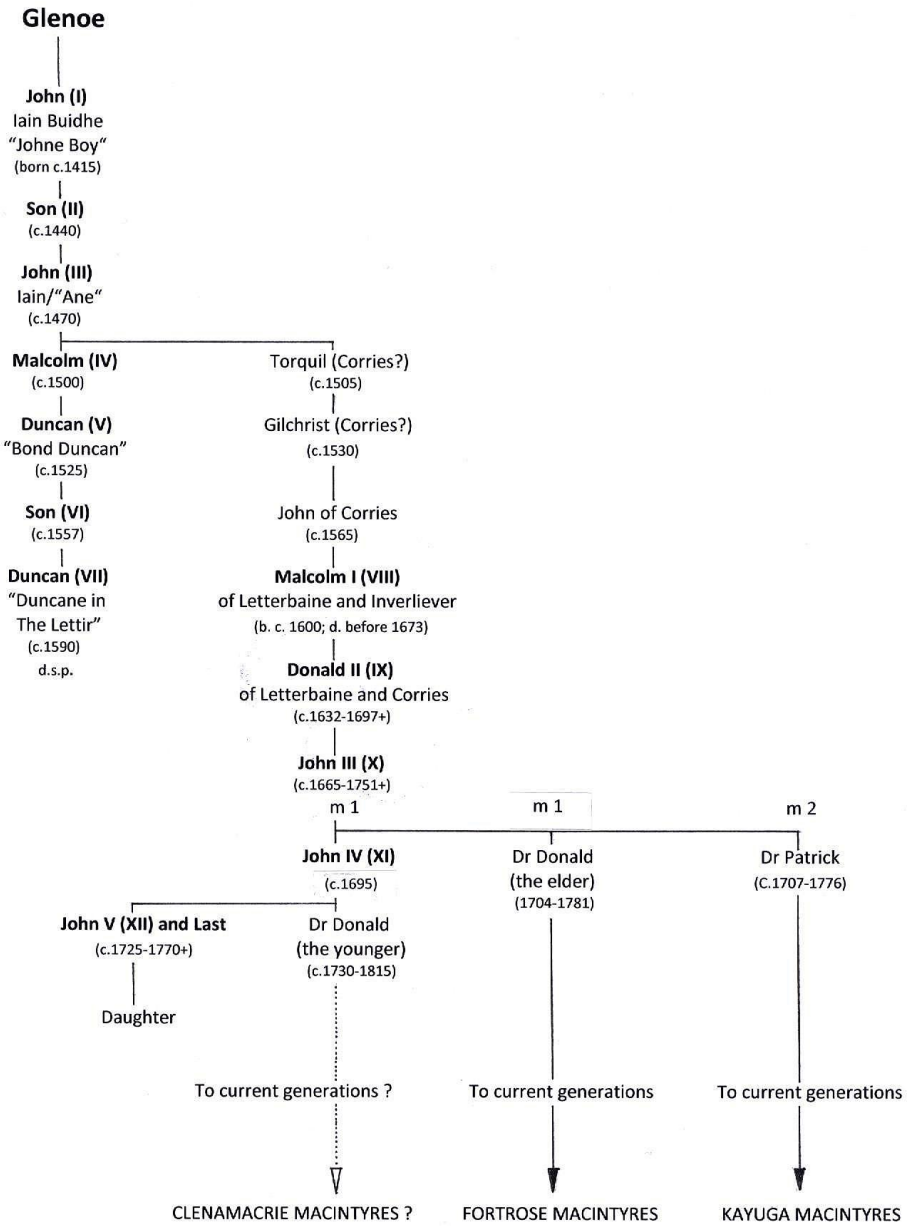 Glenoe
John (I)
Iain Buidhe
“Johne Boy“
(born c.1415)
Son (II)
(c.1440)
John (III)
Iain/“Ane“
(c.1470)
Malcolm (IV)
(c.1500)
Torquil (Corries?)
(c.1505)
Duncan (V)
“Bond Duncan”
(c.1525)
Gilchrist (Corries?)
(c.1530)
Son (VI)
(c.1557)
John of Corries
(c.1565)
Duncan (VII)
“Duncane in
The Lettir”
(c.1590)
d.s.p.
Malcolm I (VIII)
of Letterbaine and Inverliever
(b. c. 1600; d. before 1673)
Donald II (IX)
of Letterbaine and Corries
(c.1632-1697+)
John III (X)
(c.1665-1751+)
m 1
m 1
m 2
John IV (XI)
(c.1695)
Dr Donald
(the elder)
(1704-1781)
Dr Patrick
(C.1707-1776)
John V (XII) and Last
(c.1725-1770+)
Daughter
Dr Donald
(the younger)
(c.1730-1815)
To current generations ?
To current generations
To current generations
CLENAMACRIE MACINTYRES ?
FORTROSE MACINTYRES
KAYUGA MACINTYRES